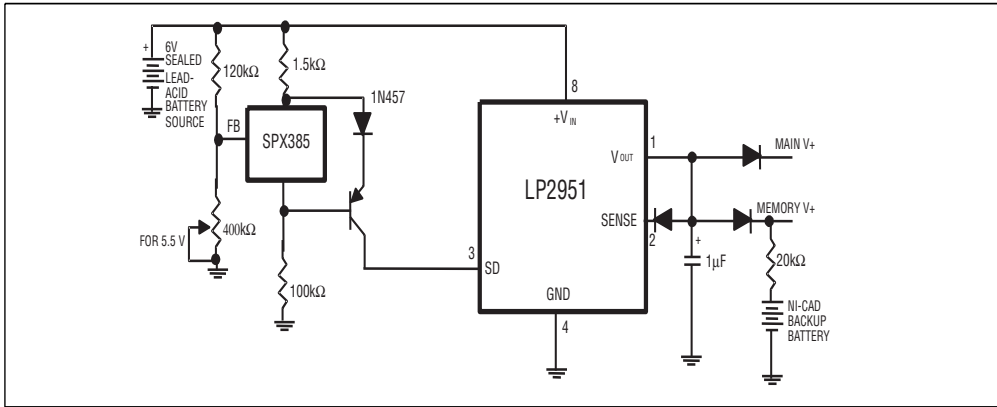 +
6V
SEALED
LEAD-
ACID
BATTERY
SOURCE
120kΩ
1.5kΩ
FB
SPX385
1N457
FOR 5.5 V
400kΩ
100kΩ
8
+VIN
1
VOUT
MAIN V+
LP2951
SENSE
2
MEMORY V+
3
SD
+
1μF
20kΩ
GND
4
NI-CAD
BACKUP
BATTERY